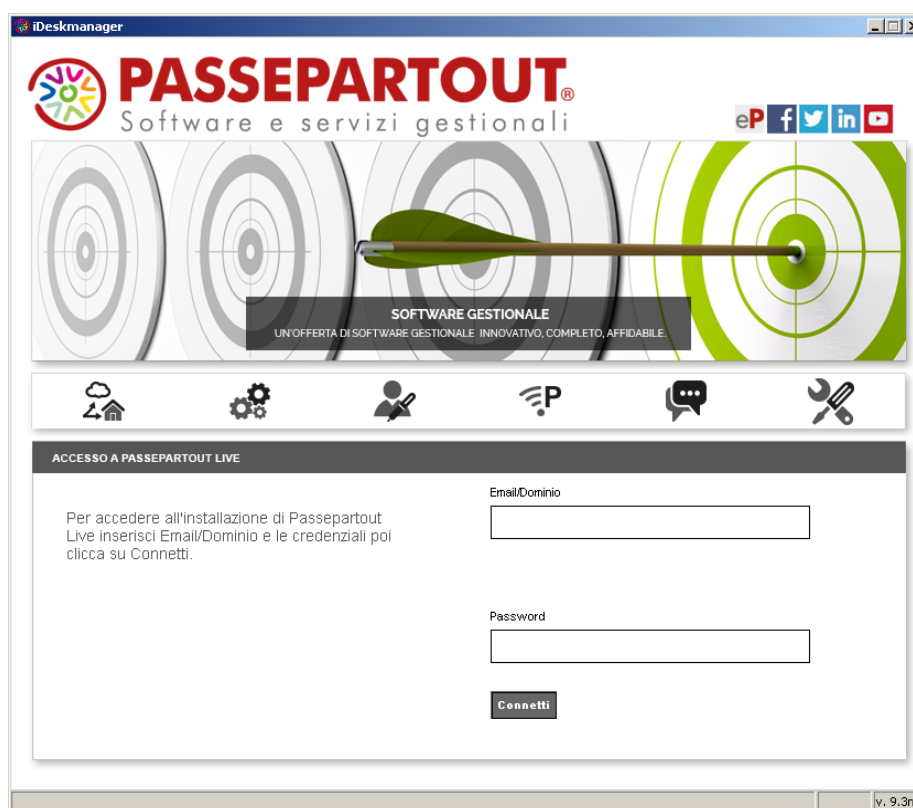 iDeskmanager
PASSEPARTOUT®
Software e servizi gestionali
eP f in
SOFTWARE GESTIONALE
UN'OFFERTA DI SOFTWARE GESTIONALE INNOVATIVO, COMPLETO, AFFIDABILE.
P
ACCESSO A PASSEPARTOUT LIVE
Per accedere all'installazione di Passepartout
Live inserisci Email/Dominio e le credenziali poi
clicca su Connetti.
Email/Dominio
Password
Connetti
v. 9.3